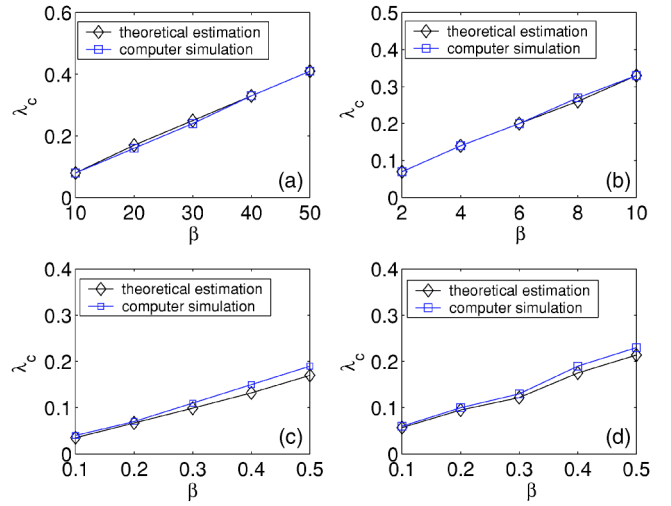 theoretical estimation
computer simulation
0.6
0.4
0.2
0
λc
(a)
10 20 30 40 50
β
theoretical estimation
computer simulation
0.5
0.4
0.3
0.2
0.1
0
λc
(b)
2 4 6 8 10
β
theoretical estimation
computer simulation
0.4
0.3
0.2
0.1
0
λc
(c)
0.1 0.2 0.3 0.4 0.5
β
theoretical estimation
computer simulation
0.4
0.3
0.2
0.1
0
λc
(d)
0.1 0.2 0.3 0.4 0.5
β